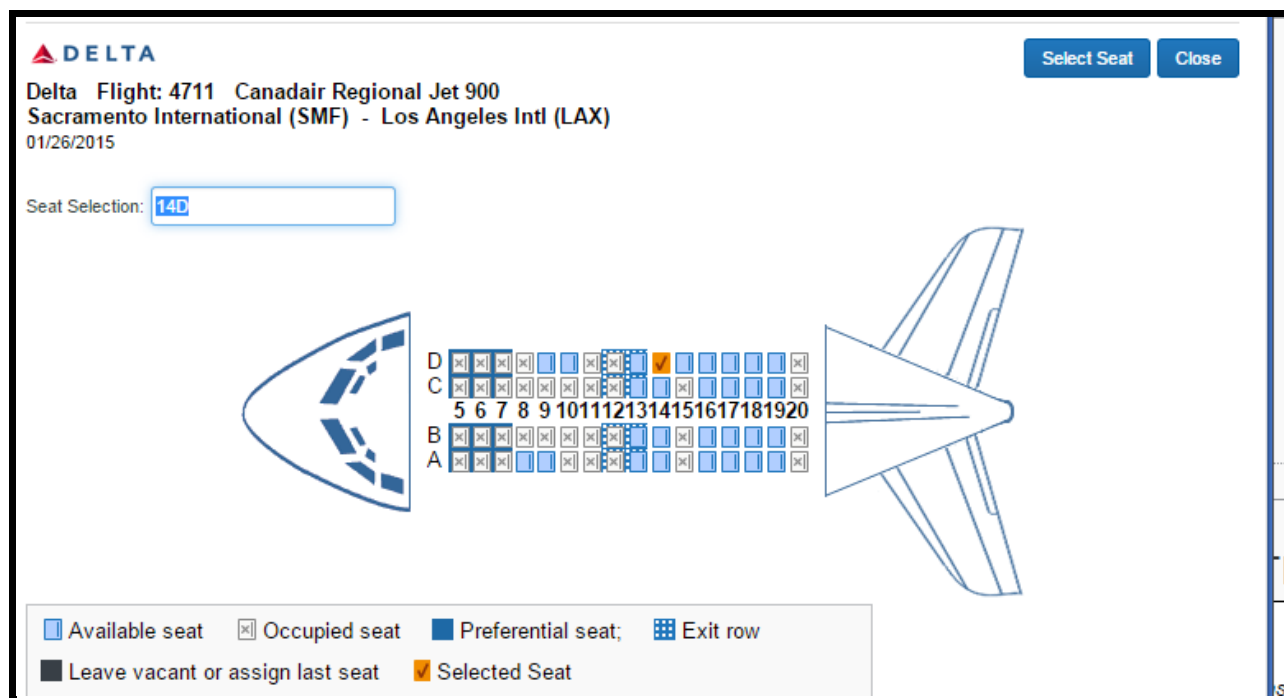 DELTA
Select Seat Close
Delta Flight: 4711 Canadair Regional Jet 900
Sacramento International (SMF) - Los Angeles Intl (LAX)
01/26/2015
Seat Selection: 14D
D
C
5 6 7 8 9 10 11 12 13 14 15 16 17 18 19 20
B
A
Available seat Occupied seat Preferential seat; Exit row
Leave vacant or assign last seat Selected Seat